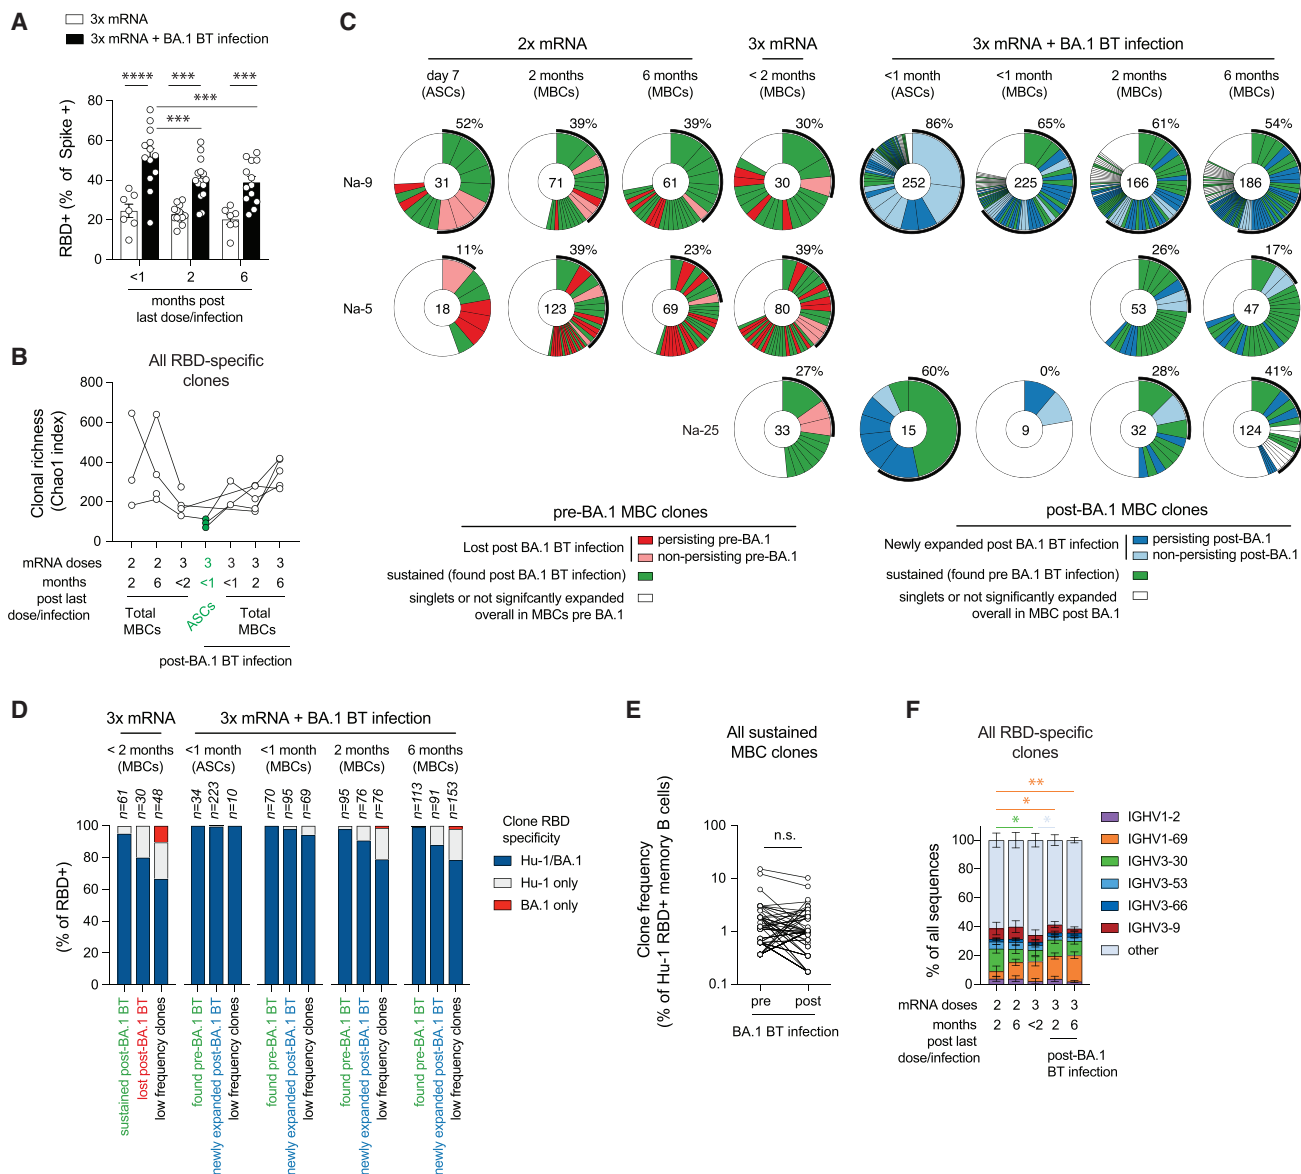 A
3x mRNA
3x mRNA + BA.1 BT infection
**** *** ***
***
***
RBD+ (% of Spike +)
80
60
40
20
0
<1 2 6
months post
last dose/infection
B
All RBD-specific
clones
Clonal richness
(Chao1 index)
800
600
400
200
0
mRNA doses 2 2 3 3 3 3 3
months 2 6 <2 <1 <1 2 6
post last
dose/infection
Total
MBCs
ASCs
Total
MBCs
post-BA.1 BT infection
C
2x mRNA 3x mRNA 3x mRNA + BA.1 BT infection
day 7
(ASCs)
2 months
(MBCs)
6 months
(MBCs)
< 2 months
(MBCs)
<1 month
(ASCs)
<1 month
(MBCs)
2 months
(MBCs)
6 months
(MBCs)
52% 39% 39% 30% 86% 65% 61% 54%
Na-9 31 71 61 30 252 225 166 186
11% 39% 23% 39% 26% 17%
Na-5 18 123 69 80 53 47
27% 60% 0% 28% 41%
Na-25 33 15 9 32 124
pre-BA.1 MBC clones
Lost post BA.1 BT infection
persisting pre-BA.1
non-persisting pre-BA.1
sustained (found post BA.1 BT infection)
singlets or not signifcantly expanded
overall in MBCs pre BA.1
post-BA.1 MBC clones
Newly expanded post BA.1 BT infection
persisting post-BA.1
non-persisting post-BA.1
sustained (found pre BA.1 BT infection)
singlets or not significantly expanded
overall in MBC post BA.1
D
3x mRNA 3x mRNA + BA.1 BT infection
< 2 months
(MBCs)
<1 month
(ASCs)
<1 month
(MBCs)
2 months
(MBCs)
6 months
(MBCs)
n=61 n=30 n=48 n=34 n=223 n=10 n=70 n=95 n=69 n=95 n=76 n=76 n=113 n=91 n=153
(% of RBD+)
100
80
60
40
20
0
sustained post-BA.1 BT
lost post-BA.1 BT
low frequency clones
found pre-BA.1 BT
newly expanded post-BA.1 BT
low frequency clones
found pre-BA.1 BT
newly expanded post-BA.1 BT
low frequency clones
found pre-BA.1 BT
newly expanded post-BA.1 BT
low frequency clones
found pre-BA.1 BT
newly expanded post-BA.1 BT
low frequency clones
Clone RBD
specificity
Hu-1/BA.1
Hu-1 only
BA.1 only
E
All sustained
MBC clones
Clone frequency
(% of Hu-1 RBD+ memory B cells)
100
10
1
0.1
n.s.
pre post
BA.1 BT infection
F
All RBD-specific
clones
**
*
* *
% of all sequences
100
80
60
40
20
0
mRNA doses 2 2 3 3 3
months 2 6 <2 2 6
post last
dose/infection
post-BA.1
BT infection
IGHV1-2
IGHV1-69
IGHV3-30
IGHV3-53
IGHV3-66
IGHV3-9
other